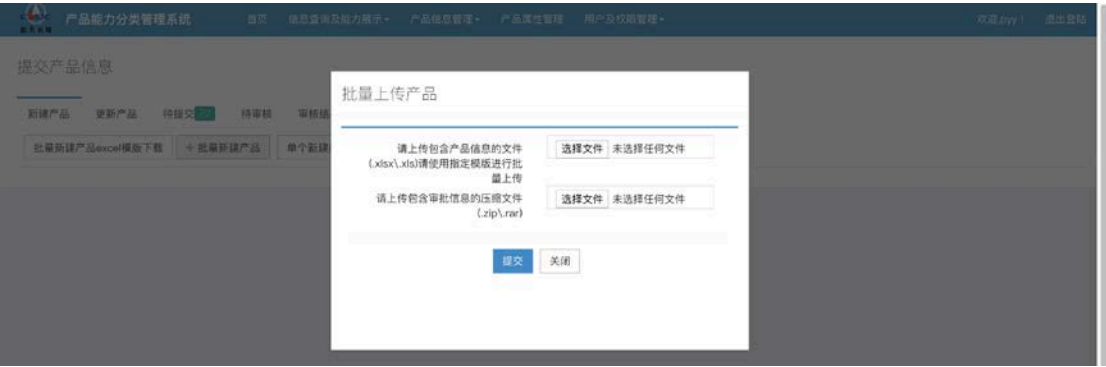 产品能力分类管理系统 首页 信息查询及能力展示 产品信息管理 产品属性管理 用户及权限管理 退出登陆
提交产品信息
批量上传产品
新建产品 更新产品 待提交 待审核 审核结
批量新建产品excel模版下载 +批量新建产品 单个新建
请上传包含产品信息的文件
(.xlsx\.xls)请使用指定模版进行批
量上传
选择文件 未选择任何文件
请上传包含审批信息的压缩文件
(.zip\.rar)
选择文件 未选择任何文件
提交 关闭